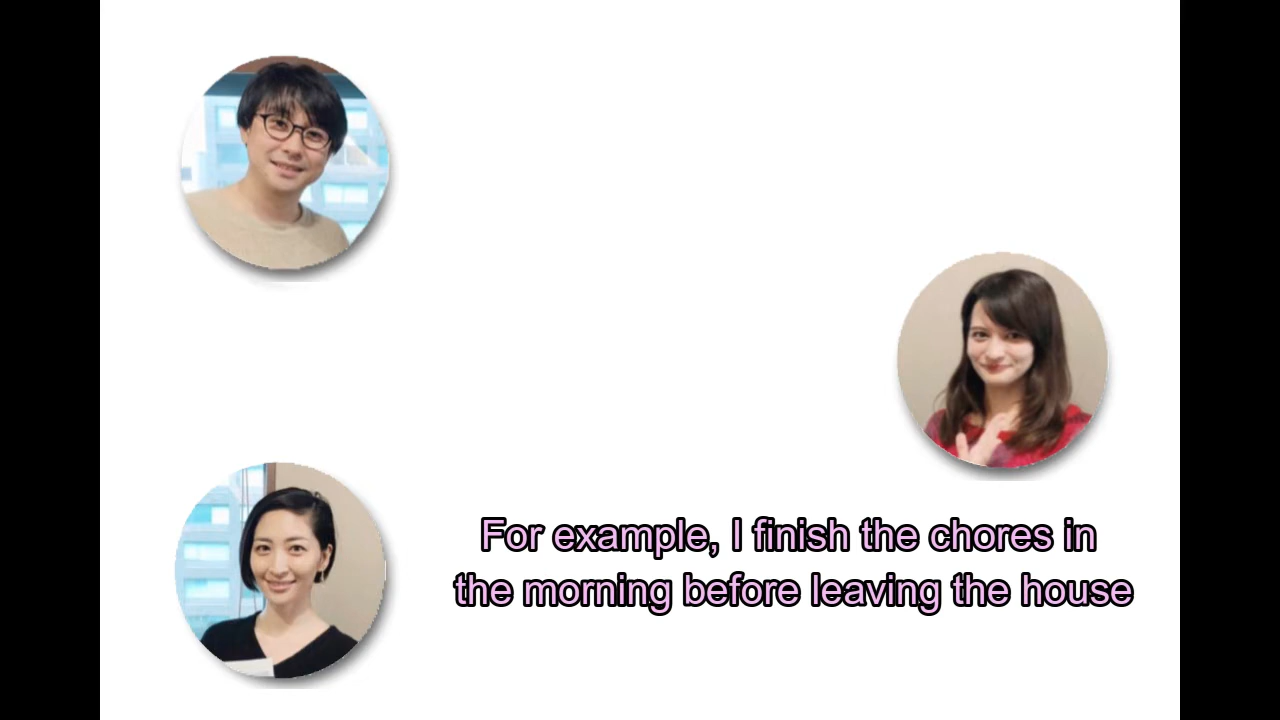 For example, I finish the chores in
the morning before leaving the house